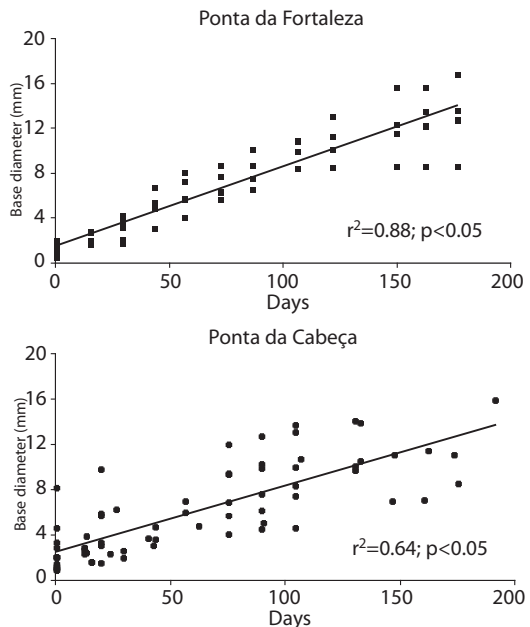 Ponta da Fortaleza
20
16
12
8
4
0
Base diameter (mm)
r²=0.88; p<0.05
0 50 100 150 200
Days
Ponta da Cabeça
20
16
12
8
4
0
Base diameter (mm)
r²=0.64; p<0.05
0 50 100 150 200
Days